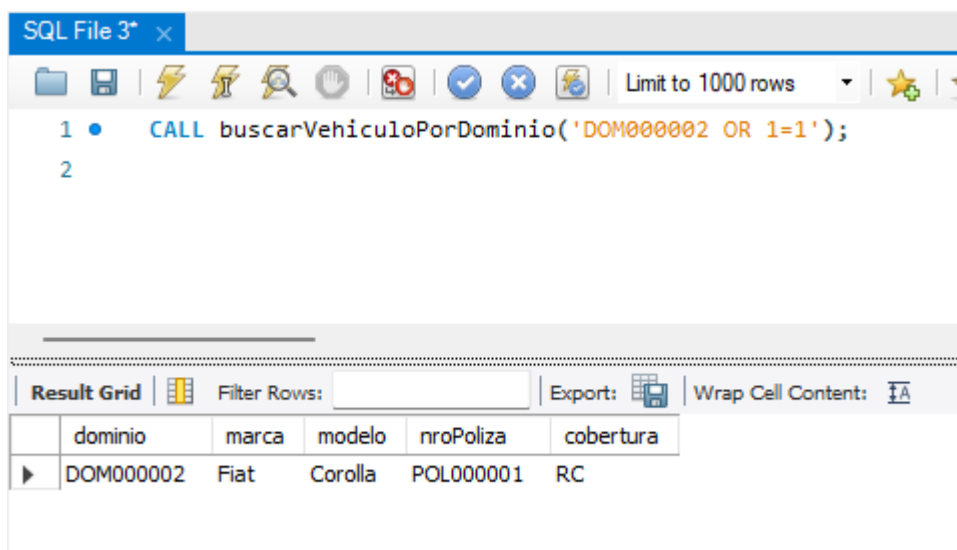 SQL File 3*
Limit to 1000 rows
1 CALL buscarVehiculoPorDominio('DOM000002 OR 1=1');
2
Result Grid Filter Rows: Export: Wrap Cell Content: IA
dominio marca modelo nroPoliza cobertura
DOM000002 Fiat Corolla POL000001 RC